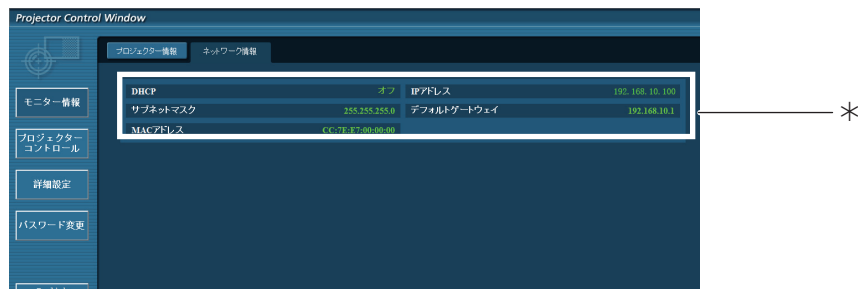 Projector Control Window
プロジェクター情報 ネットワーク情報
モニター情報
プロジェクター
コントロール
詳細設定
パスワード変更
DHCP オフ IPアドレス 192.168.10.100
サブネットマスク 255.255.255.0 デフォルトゲートウェイ 192.168.10.1
MACアドレス CC:7E:E7:00:00:00
＊